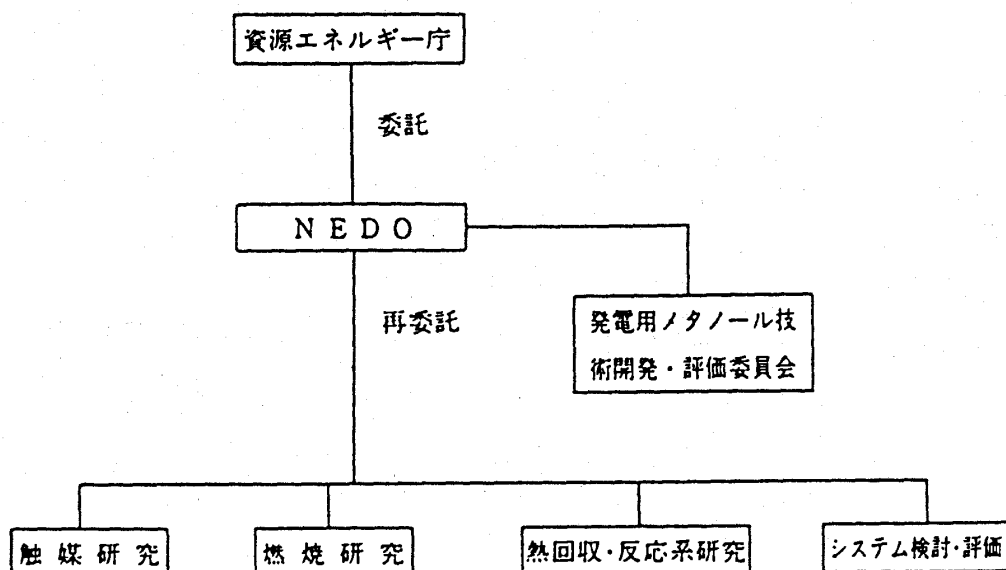 資源エネルギー庁
委託
NEDO
再委託
発電用メタノール技
術開発・評価委員会
触媒研究
燃焼研究
熱回収・反応系研究
システム検討・評価